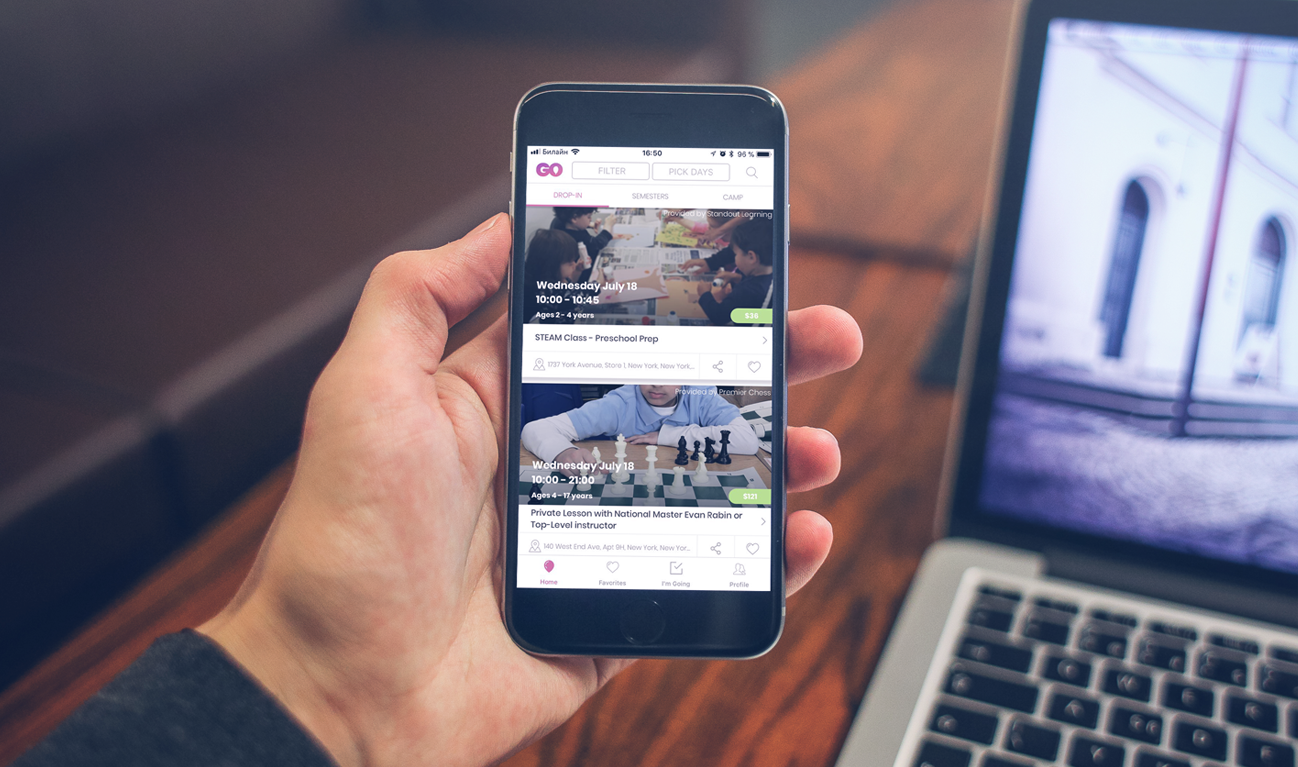 Билайн 16:50 96 %
GO FILTER PICK DAYS
DROP-IN SEMESTERS CAMP
Provided by Standout Learning
Wednesday July 18
10:00 - 10:45
Ages 2 - 4 years $36
STEAM Class - Preschool Prep
1737 York Avenue, Store 1, New York, New York,...
Provided by Premier Chess
Wednesday July 18
10:00 - 21:00
Ages 4 - 17 years $121
Private Lesson with National Master Evan Rabin or
Top-Level instructor
140 West End Ave, Apt 9H, New York, New Yor...
Home Favorites I'm Going Profile